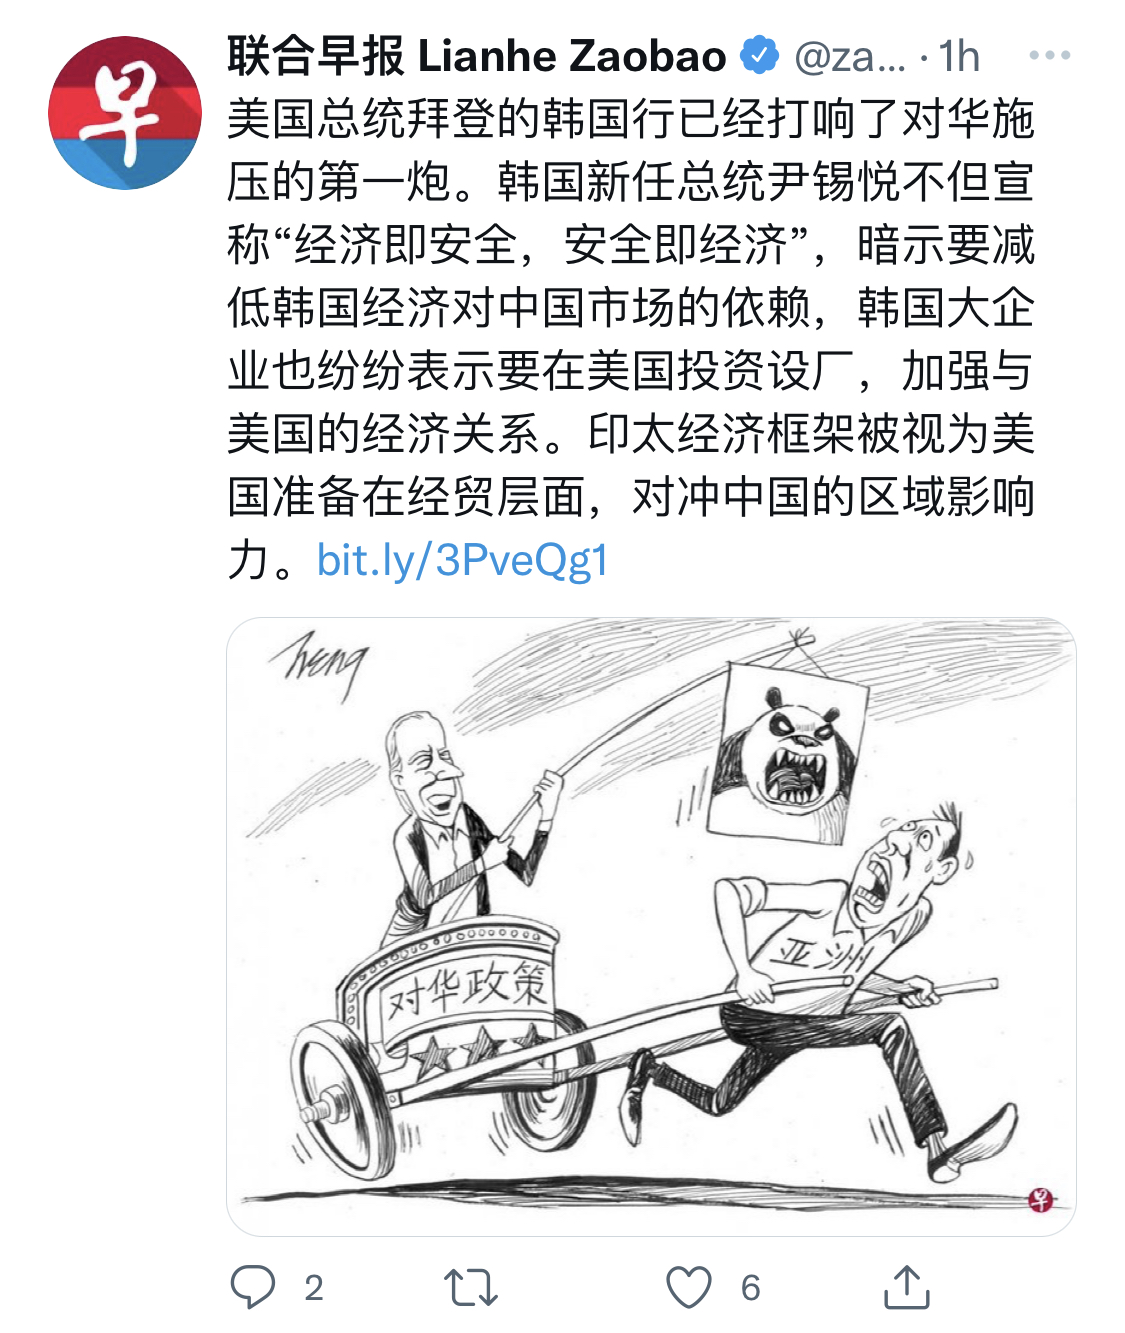 联合早报 Lianhe Zaobao @za... · 1h
早
美国总统拜登的韩国行已经打响了对华施
压的第一炮。韩国新任总统尹锡悦不但宣
称“经济即安全，安全即经济”，暗示要减
低韩国经济对中国市场的依赖，韩国大企
业也纷纷表示要在美国投资设厂，加强与
美国的经济关系。印太经济框架被视为美
国准备在经贸层面，对冲中国的区域影响
力。bit.ly/3PveQg1
heng
亚洲
对华政策
早
2
6